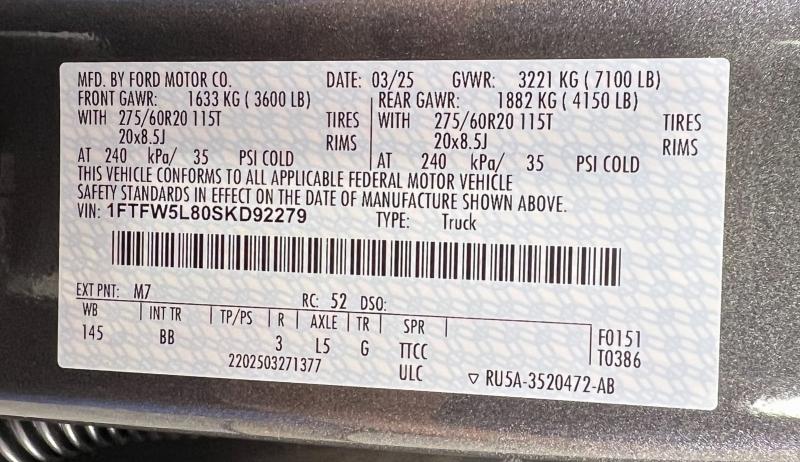 MFD. BY FORD MOTOR CO. DATE: 03/25 GVWR: 3221 KG ( 7100 LB)
FRONT GAWR: 1633 KG ( 3600 LB) REAR GAWR: 1882 KG ( 4150 LB)
WITH 275/60R20 115T TIRES WITH 275/60R20 115T TIRES
20x8.5J RIMS 20x8.5J RIMS
AT 240 kPa/ 35 PSI COLD AT 240 kPa/ 35 PSI COLD
THIS VEHICLE CONFORMS TO ALL APPLICABLE FEDERAL MOTOR VEHICLE
SAFETY STANDARDS IN EFFECT ON THE DATE OF MANUFACTURE SHOWN ABOVE.
VIN: 1FTFW5L80SKD92279 TYPE: Truck
EXT PNT: M7 RC: 52 DSO:
WB INT TR TP/PS R AXLE TR SPR
145 BB 3 L5 G TTCC F0151
2202503271377 ULC T0386
RU5A-3520472-AB